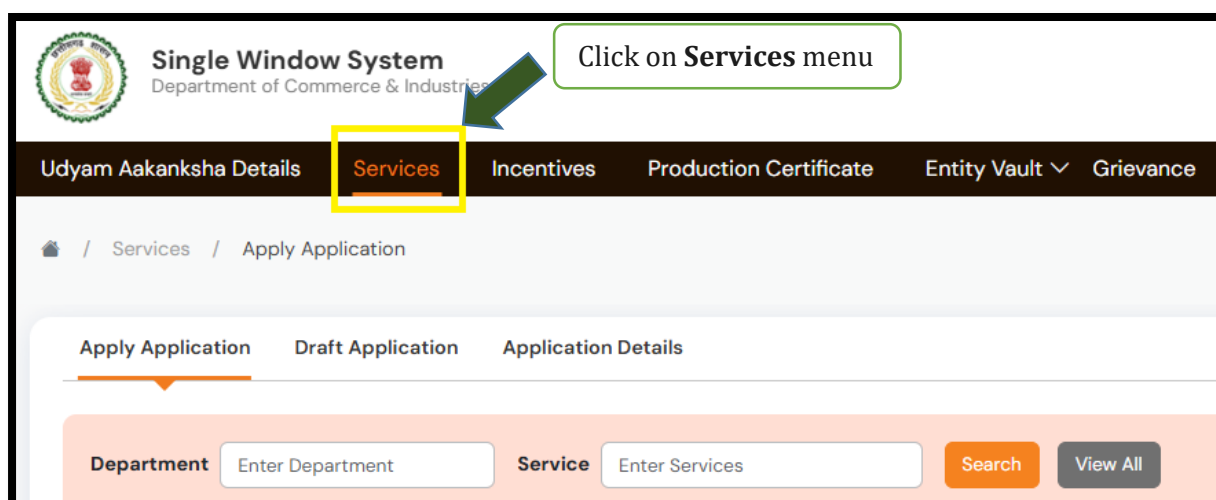 Single Window System
Department of Commerce & Industries
Click on Services menu
Udyam Aakanksha Details Services Incentives Production Certificate Entity Vault Grievance
/ Services / Apply Application
Apply Application Draft Application Application Details
Department Enter Department Service Enter Services Search View All